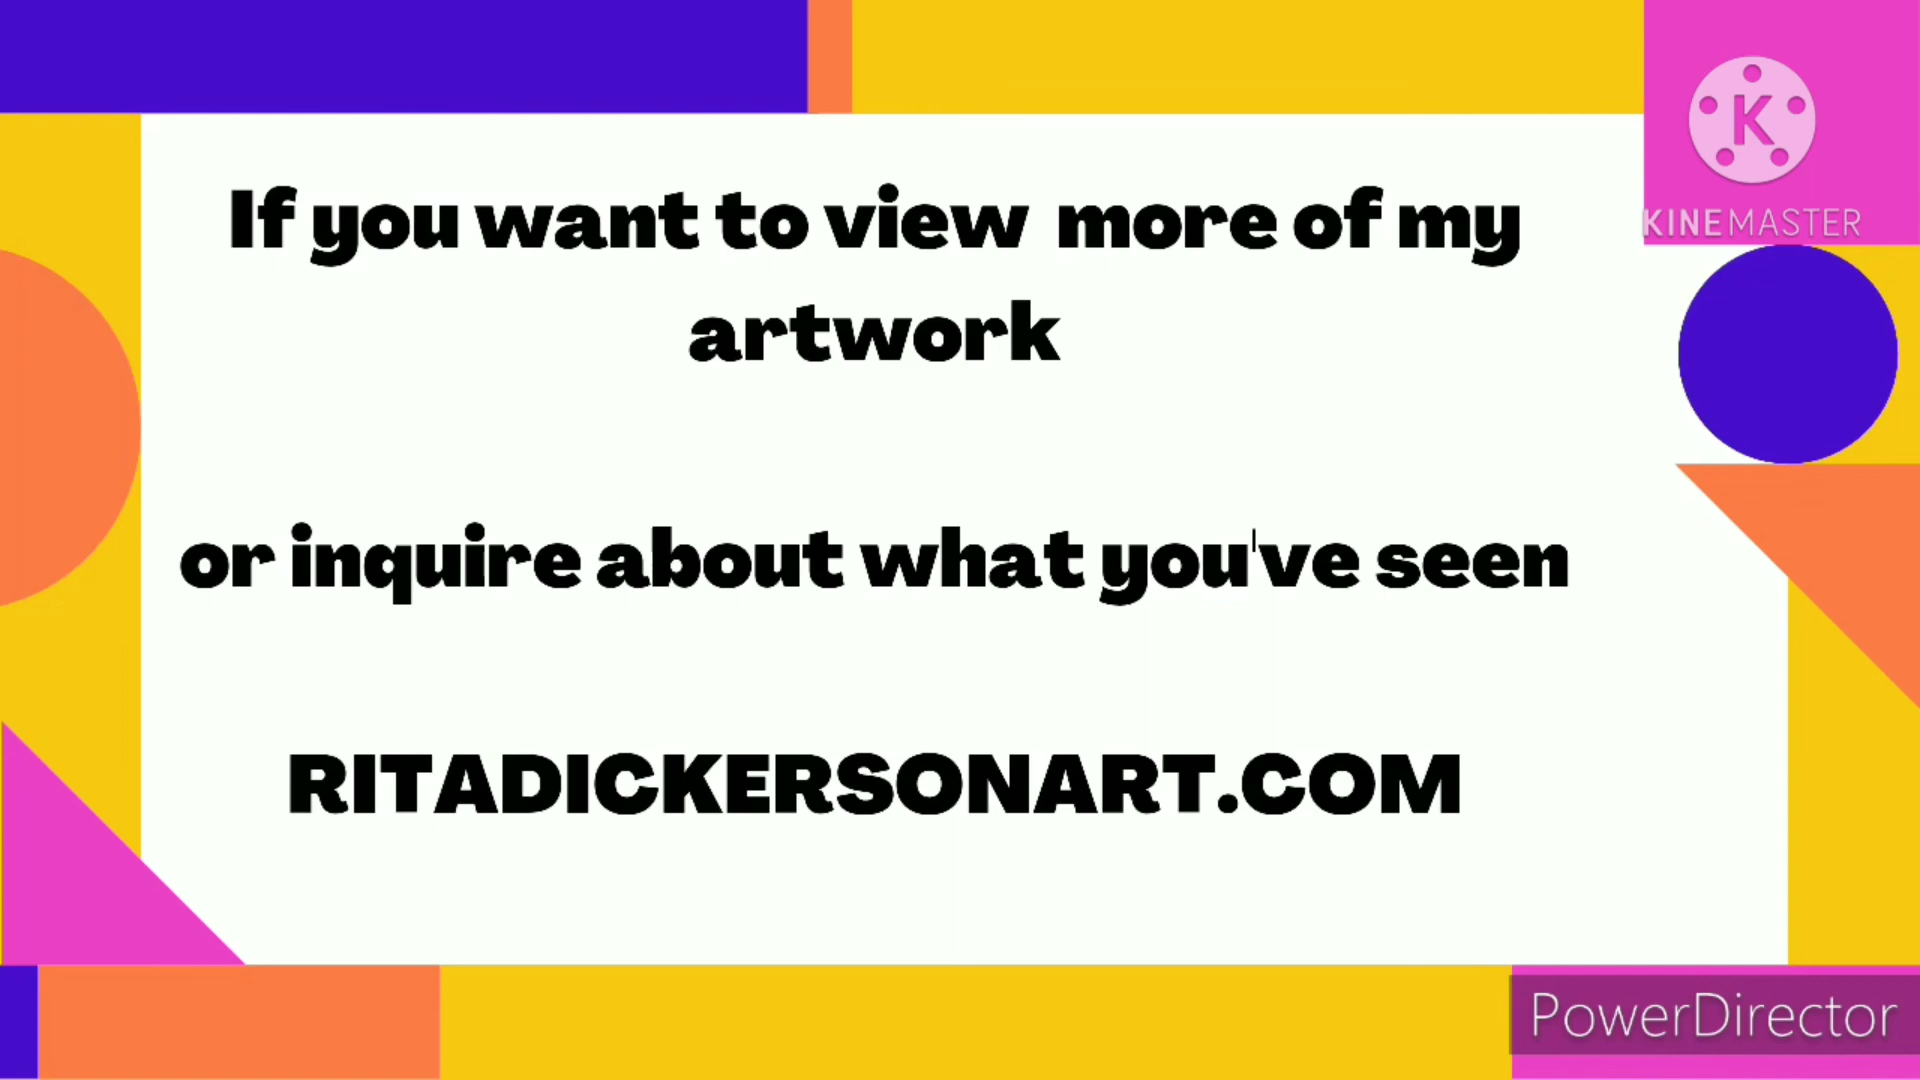 K
KINEMASTER
If you want to view more of my
artwork
or inquire about what you've seen
RITADICKERSONART.COM
PowerDirector